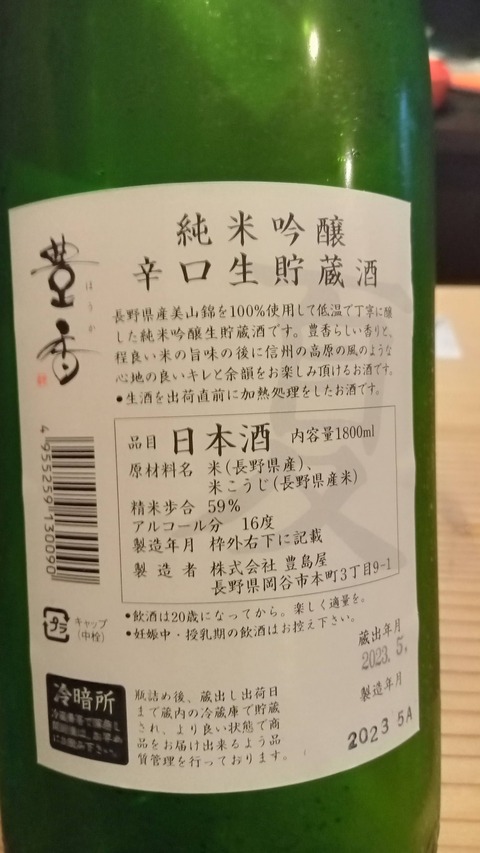 豊香
ほうか
純米吟醸
辛口生貯蔵酒
長野県産美山錦を100%使用して低温で丁寧に醸
した純米吟醸生貯蔵酒です。豊香らしい香りと、
程良い米の旨味の後に信州の高原の風のような
心地の良いキレと余韻をお楽しみ頂けるお酒です。
●生酒を出荷直前に加熱処理をしたお酒です。
品目 日本酒 内容量1800ml
原材料名 米(長野県産)、
米こうじ(長野県産米)
精米歩合 59%
アルコール分 16度
製造年月 枠外右下に記載
製造者 株式会社 豊島屋
長野県岡谷市本町3丁目9-1
4955259130090
●飲酒は20歳になってから。楽しく適量を。
●妊娠中・授乳期の飲酒はお控え下さい。
プラ
キャップ
(中栓)
蔵出年月
2023.5.
製造年月
2023 5A
冷暗所
瓶詰め後、蔵出し出荷日
まで蔵内の冷蔵庫で貯蔵
され、より良い状態で商
品をお届け出来るよう品
質管理を行っております。